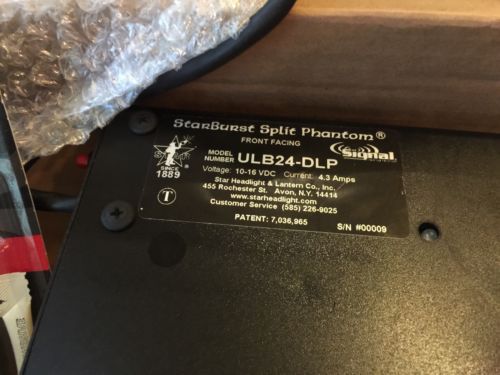 StarBurst Split Phantom®
FRONT FACING
MODEL NUMBER ULB24-DLP
Signal
STAR
SINCE 1889
Voltage: 10-16 VDC Current: 4.3 Amps
Star Headlight & Lantern Co., Inc.
455 Rochester St. Avon, N.Y. 14414
www.starheadlight.com
Customer Service (585) 226-9025
T
PATENT: 7,036,965
S/N #00009